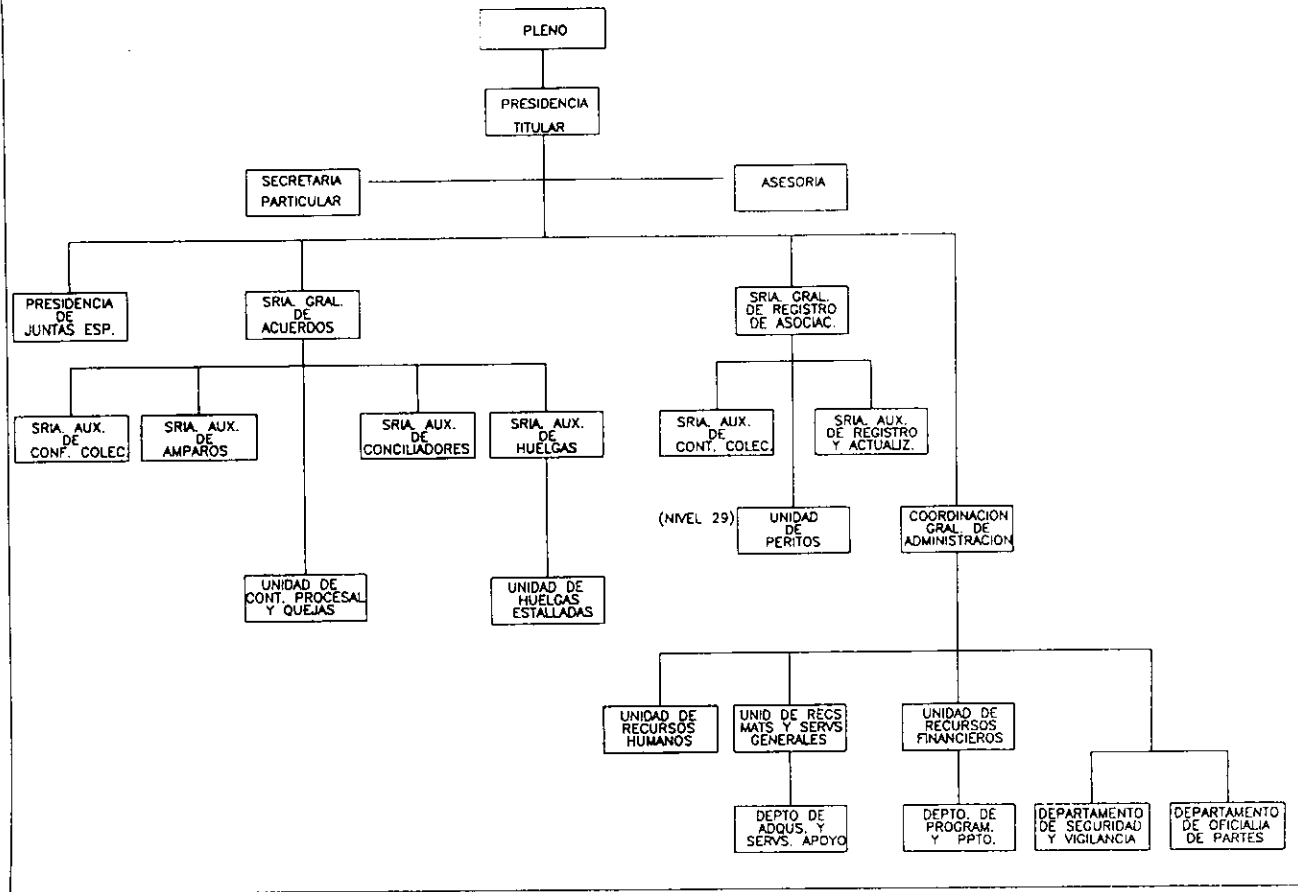 PLENO
PRESIDENCIA
TITULAR
SECRETARIA
PARTICULAR
ASESORIA
PRESIDENCIA
DE
JUNTAS ESP.
SRIA. GRAL.
DE
ACUERDOS
SRIA. GRAL.
DE REGISTRO
DE ASOCIAC.
SRIA. AUX.
DE
CONF. COLEC.
SRIA. AUX.
DE
AMPAROS
SRIA. AUX.
DE
CONCILIADORES
SRIA. AUX.
DE
HUELGAS
SRIA. AUX.
DE
CONT. COLEC.
SRIA. AUX.
DE REGISTRO
Y ACTUALIZ.
(NIVEL 29)
UNIDAD
DE
PERITOS
COORDINACION
GRAL. DE
ADMINISTRACION
UNIDAD DE
CONT. PROCESAL
Y QUEJAS
UNIDAD DE
HUELGAS
ESTALLADAS
UNIDAD DE
RECURSOS
HUMANOS
UNID DE RECS
MATS Y SERVS
GENERALES
UNIDAD DE
RECURSOS
FINANCIEROS
DEPTO DE
ADQUS. Y
SERVS. APOYO
DEPTO. DE
PROGRAM.
Y PPTO.
DEPARTAMENTO
DE SEGURIDAD
Y VIGILANCIA
DEPARTAMENTO
DE OFICIALIA
DE PARTES